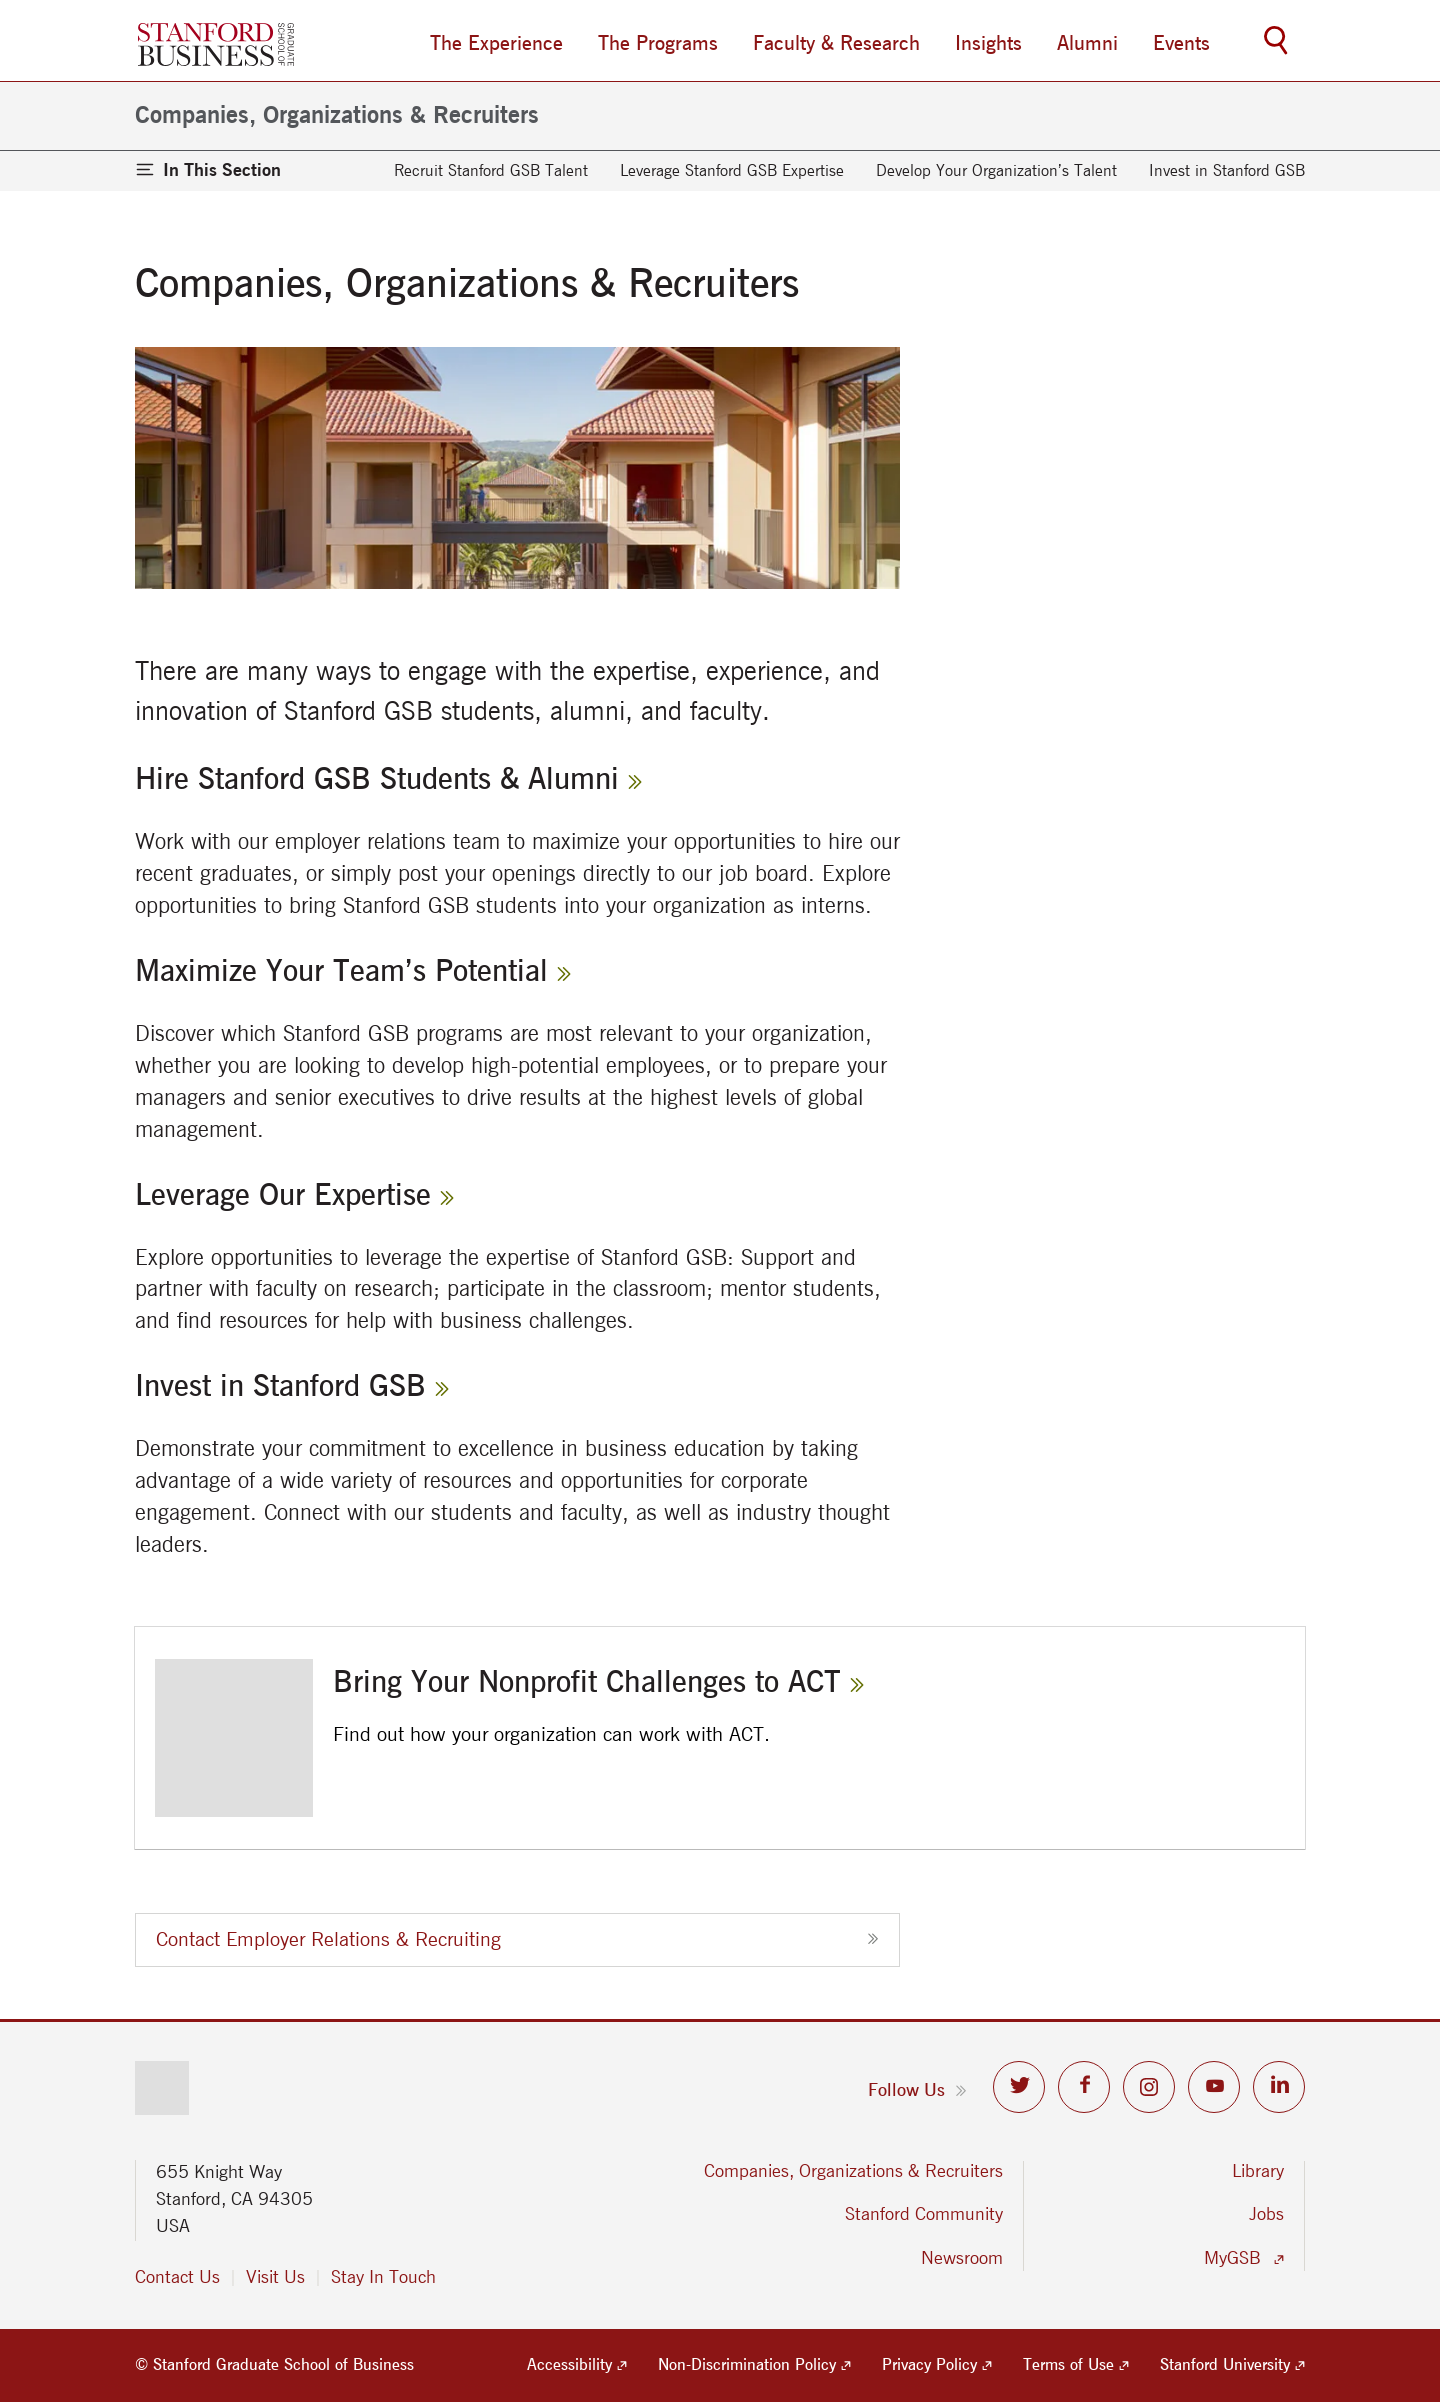 STANFORD
BUSINESS
GRADUATE
SCHOOL OF
The Experience The Programs Faculty & Research Insights Alumni Events
Companies, Organizations & Recruiters
In This Section Recruit Stanford GSB Talent Leverage Stanford GSB Expertise Develop Your Organization’s Talent Invest in Stanford GSB
Companies, Organizations & Recruiters
There are many ways to engage with the expertise, experience, and
innovation of Stanford GSB students, alumni, and faculty.
Hire Stanford GSB Students & Alumni
Work with our employer relations team to maximize your opportunities to hire our
recent graduates, or simply post your openings directly to our job board. Explore
opportunities to bring Stanford GSB students into your organization as interns.
Maximize Your Team’s Potential
Discover which Stanford GSB programs are most relevant to your organization,
whether you are looking to develop high-potential employees, or to prepare your
managers and senior executives to drive results at the highest levels of global
management.
Leverage Our Expertise
Explore opportunities to leverage the expertise of Stanford GSB: Support and
partner with faculty on research; participate in the classroom; mentor students,
and find resources for help with business challenges.
Invest in Stanford GSB
Demonstrate your commitment to excellence in business education by taking
advantage of a wide variety of resources and opportunities for corporate
engagement. Connect with our students and faculty, as well as industry thought
leaders.
Bring Your Nonprofit Challenges to ACT
Find out how your organization can work with ACT.
Contact Employer Relations & Recruiting
Follow Us
655 Knight Way
Stanford, CA 94305
USA
Contact Us | Visit Us | Stay In Touch
Companies, Organizations & Recruiters
Stanford Community
Newsroom
Library
Jobs
MyGSB
© Stanford Graduate School of Business Accessibility Non-Discrimination Policy Privacy Policy Terms of Use Stanford University